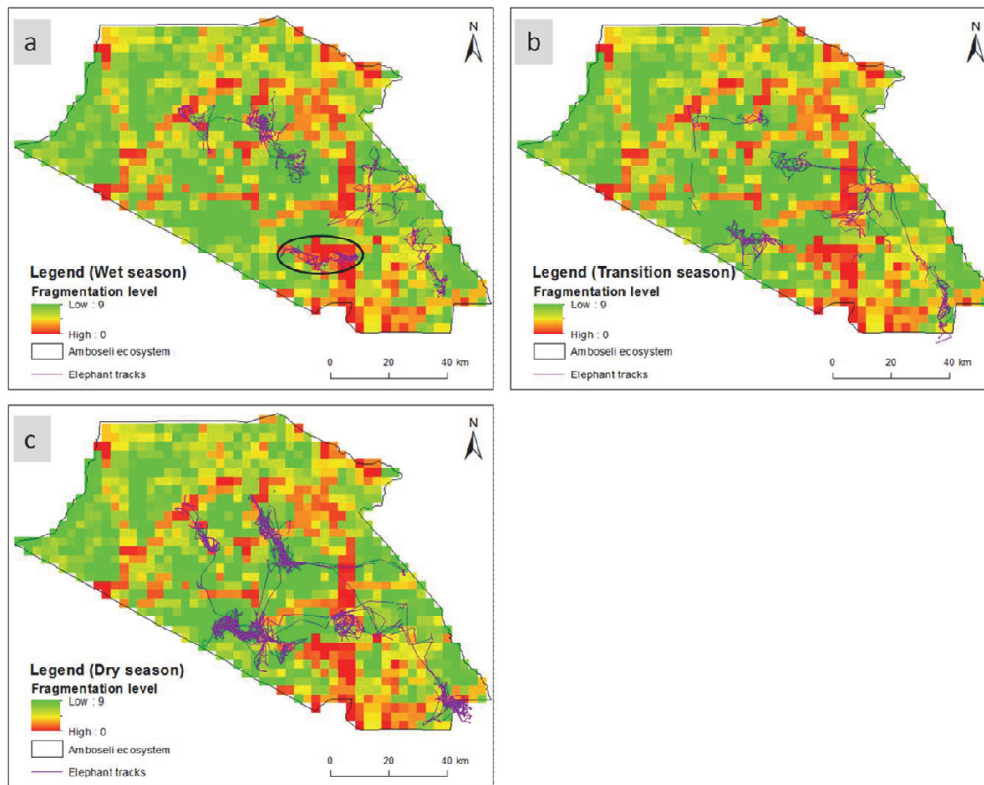 a
N
Legend (Wet season)
Fragmentation level
Low : 9
High : 0
Amboseli ecosystem
Elephant tracks
0 20 40 km
b
N
Legend (Transition season)
Fragmentation level
Low : 9
High : 0
Amboseli ecosystem
Elephant tracks
0 20 40 km
c
N
Legend (Dry season)
Fragmentation level
Low : 9
High : 0
Amboseli ecosystem
Elephant tracks
0 20 40 km